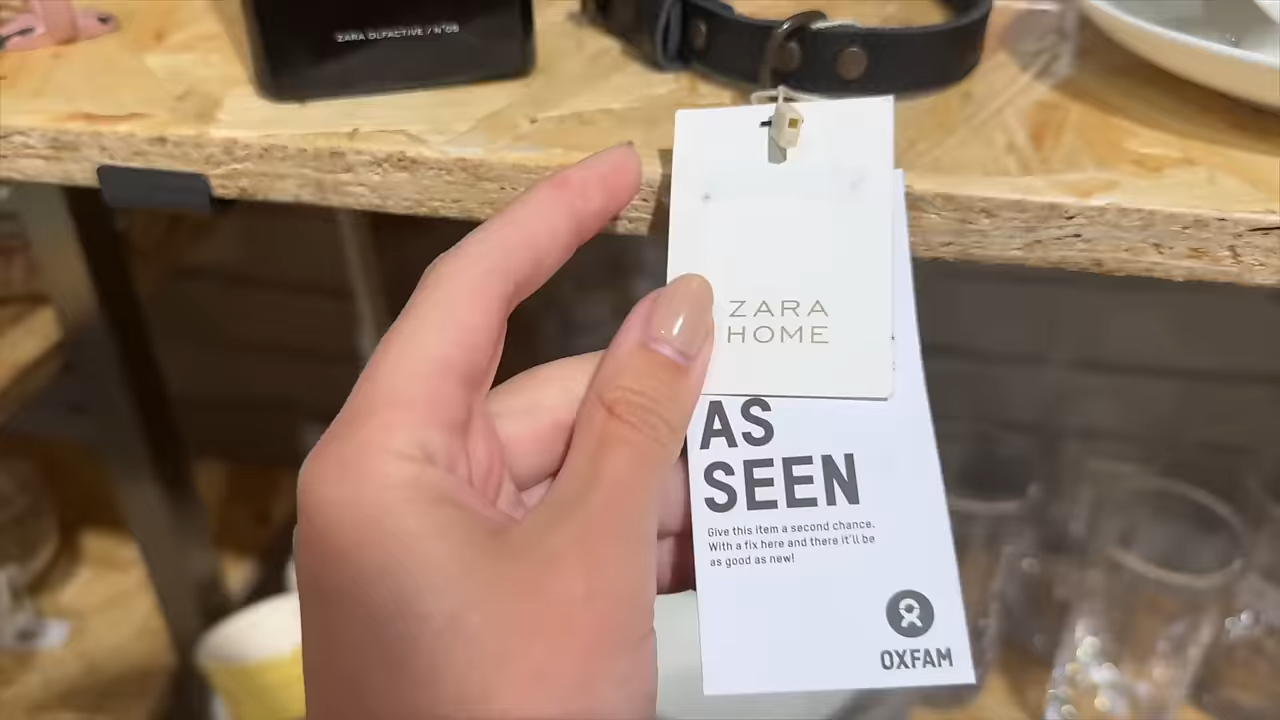 ZARA OLFACTIVE / N°05
ZARA
HOME
AS
SEEN
Give this item a second chance.
With a fix here and there it'll be
as good as new!
OXFAM